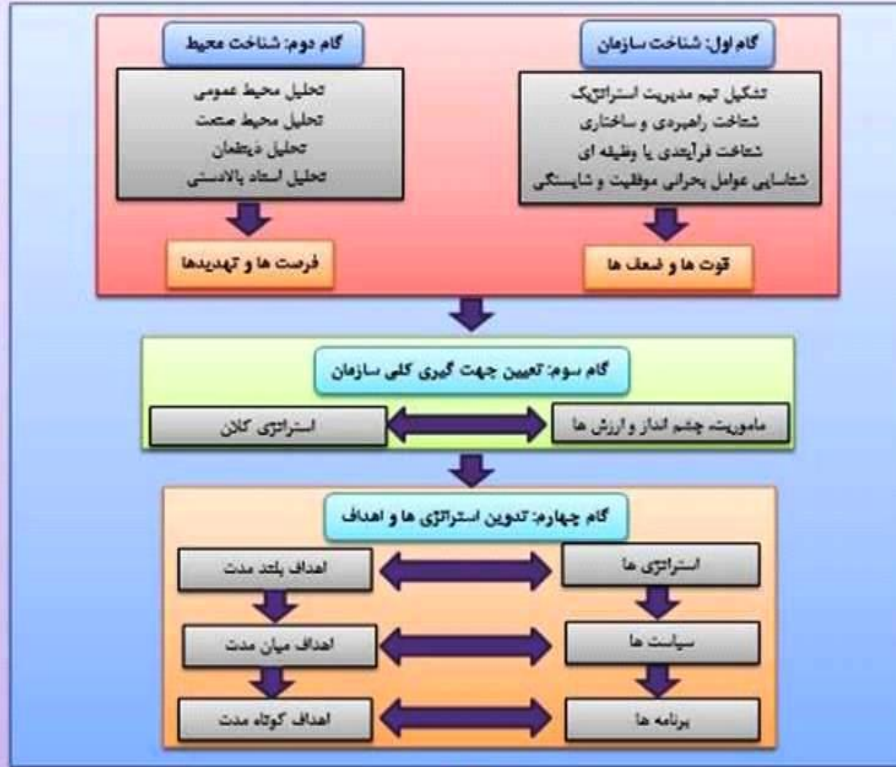 گام اول: شناخت سازمان
تشکیل تیم مدیریت استراتژیک
شناخت راهبردی و ساختاری
شناخت فرآیندی یا وظیفه ای
شناسایی عوامل بحرانی موفقیت و شایستگی
قوت ها و ضعف ها
گام دوم: شناخت محیط
تحلیل محیط عمومی
تحلیل محیط صنعت
تحلیل ذینفعان
تحلیل اسناد بالادستی
فرصت ها و تهدیدها
گام سوم: تعیین جهت گیری کلی سازمان
ماموریت، چشم انداز و ارزش ها
استراتژی کلان
گام چهارم: تدوین استراتژی ها و اهداف
استراتژی ها
اهداف بلند مدت
سیاست ها
اهداف میان مدت
برنامه ها
اهداف کوتاه مدت